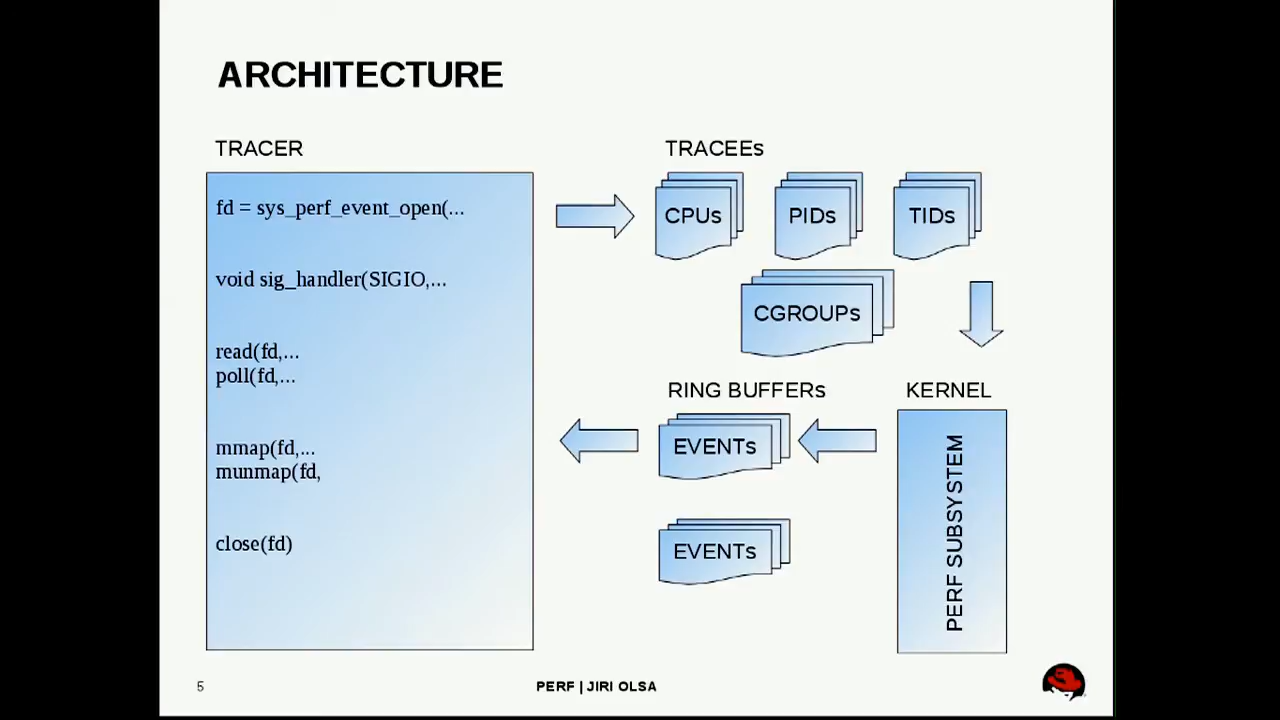 ARCHITECTURE
TRACER
fd = sys_perf_event_open(...
void sig_handler(SIGIO,...
read(fd,...
poll(fd,...
mmap(fd,...
munmap(fd,
close(fd)
TRACEEs
CPUs
PIDs
TIDs
CGROUPs
RING BUFFERs
KERNEL
EVENTs
EVENTs
PERF SUBSYSTEM
5
PERF | JIRI OLSA